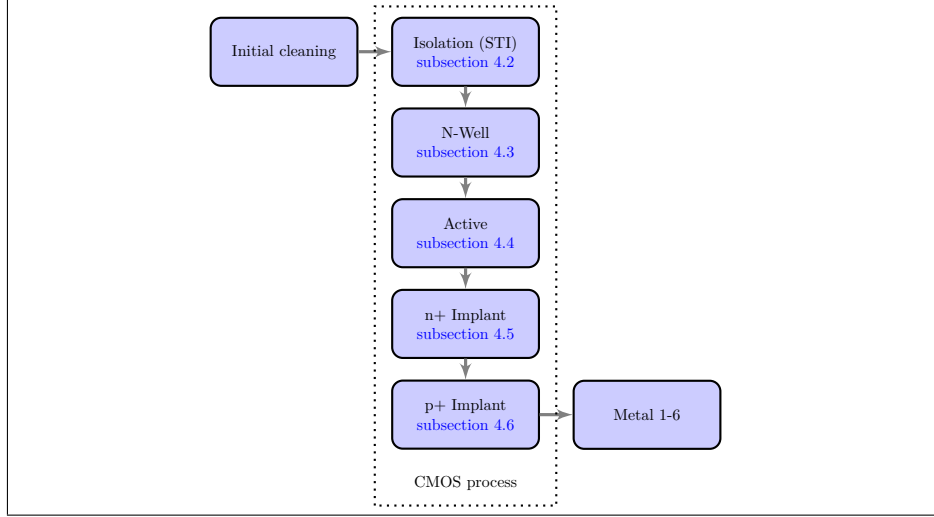 Initial cleaning
Isolation (STI)
subsection 4.2
N-Well
subsection 4.3
Active
subsection 4.4
n+ Implant
subsection 4.5
p+ Implant
subsection 4.6
Metal 1-6
CMOS process